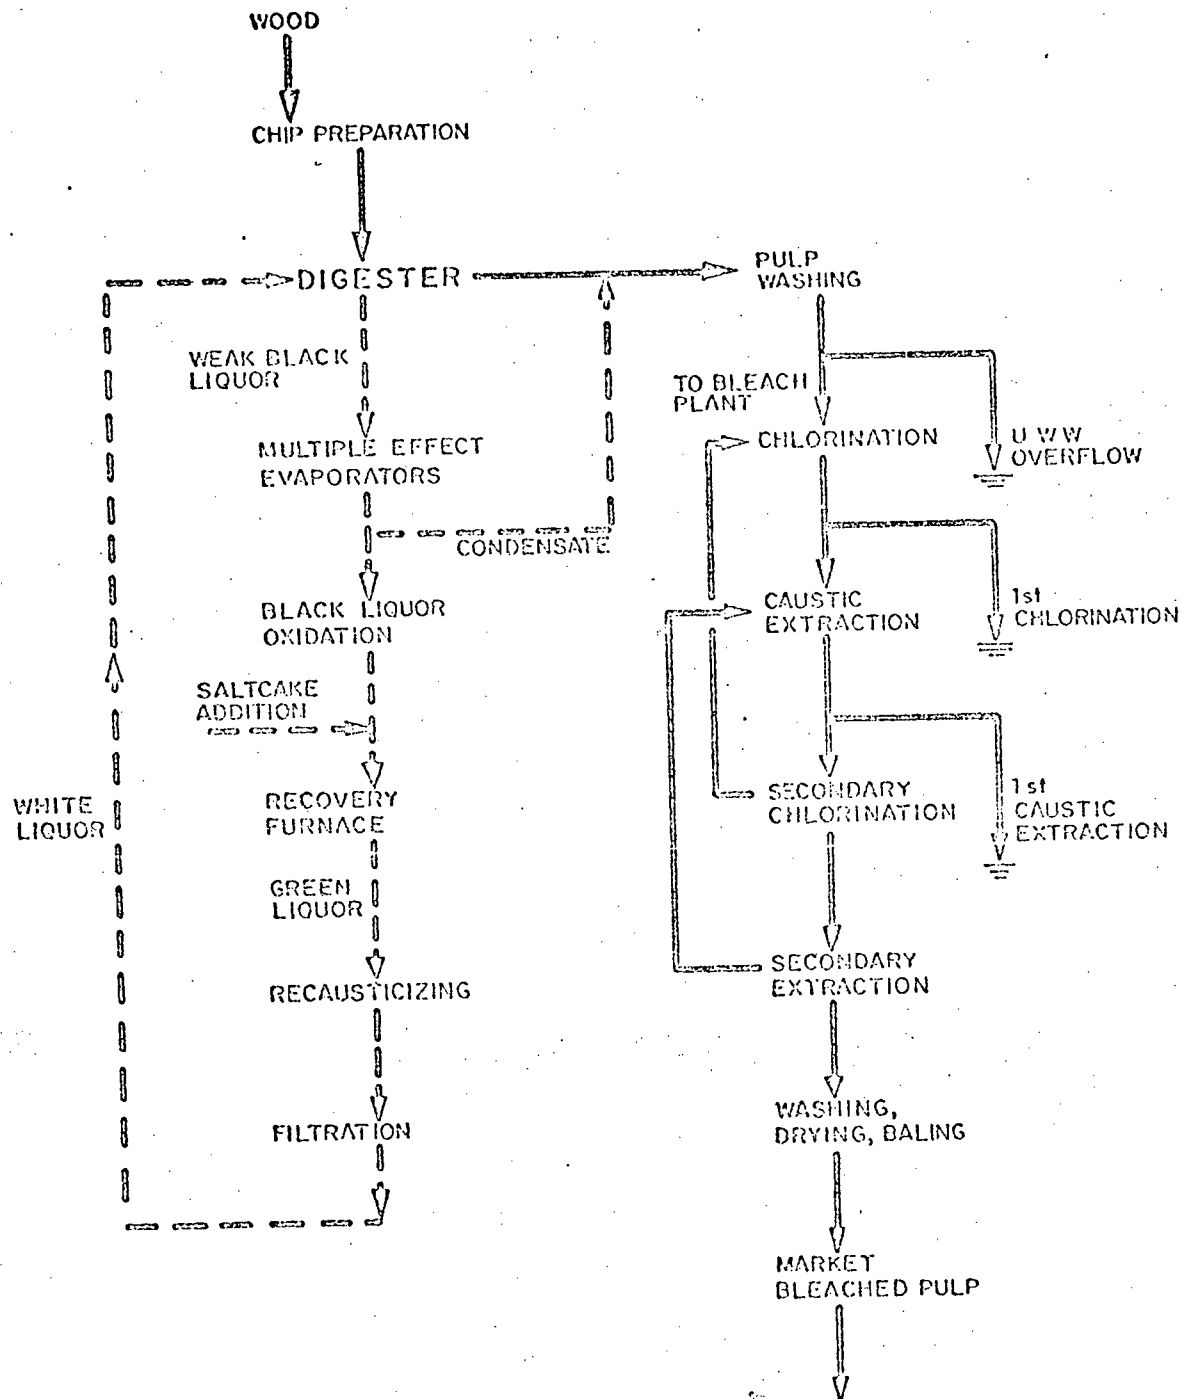 WOOD
CHIP PREPARATION
DIGESTER
PULP
WASHING
WEAK BLACK
LIQUOR
TO BLEACH
PLANT
MULTIPLE EFFECT
EVAPORATORS
CHLORINATION
U W W
OVERFLOW
CONDENSATE
BLACK LIQUOR
OXIDATION
CAUSTIC
EXTRACTION
1st
CHLORINATION
SALTCAKE
ADDITION
WHITE
LIQUOR
RECOVERY
FURNACE
SECONDARY
CHLORINATION
1st
CAUSTIC
EXTRACTION
GREEN
LIQUOR
RECAUSTICIZING
SECONDARY
EXTRACTION
FILTRATION
WASHING,
DRYING, BALING
MARKET
BLEACHED PULP